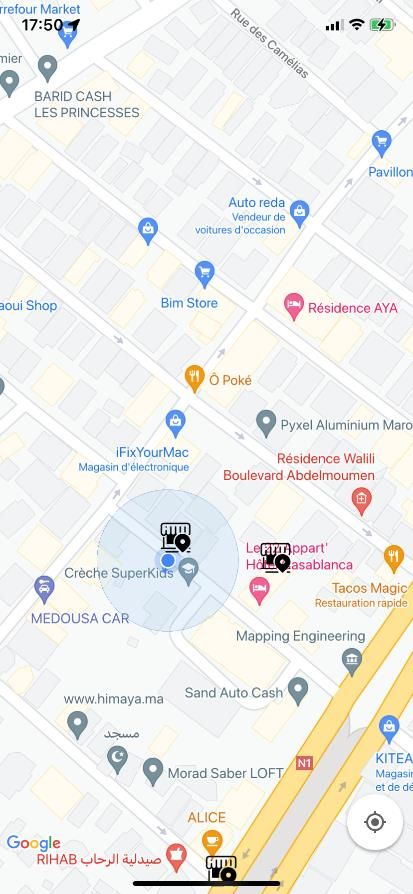 rrefour Market
17:50
Rue des Camélias
mier
BARID CASH
LES PRINCESSES
Pavillon
Auto reda
Vendeur de
voitures d'occasion
Bim Store
aoui Shop
Résidence AYA
Ô Poké
Pyxel Aluminium Maro
iFixYourMac
Magasin d'électronique
Résidence Walili
Boulevard Abdelmoumen
Crèche SuperKids
Tacos Magic
Restauration rapide
MEDOUSA CAR
Mapping Engineering
Sand Auto Cash
www.himaya.ma
مسجد
KITEA
Magasin
et de dé
N1
Morad Saber LOFT
ALICE
Google
RIHAB صيدلية الرحاب